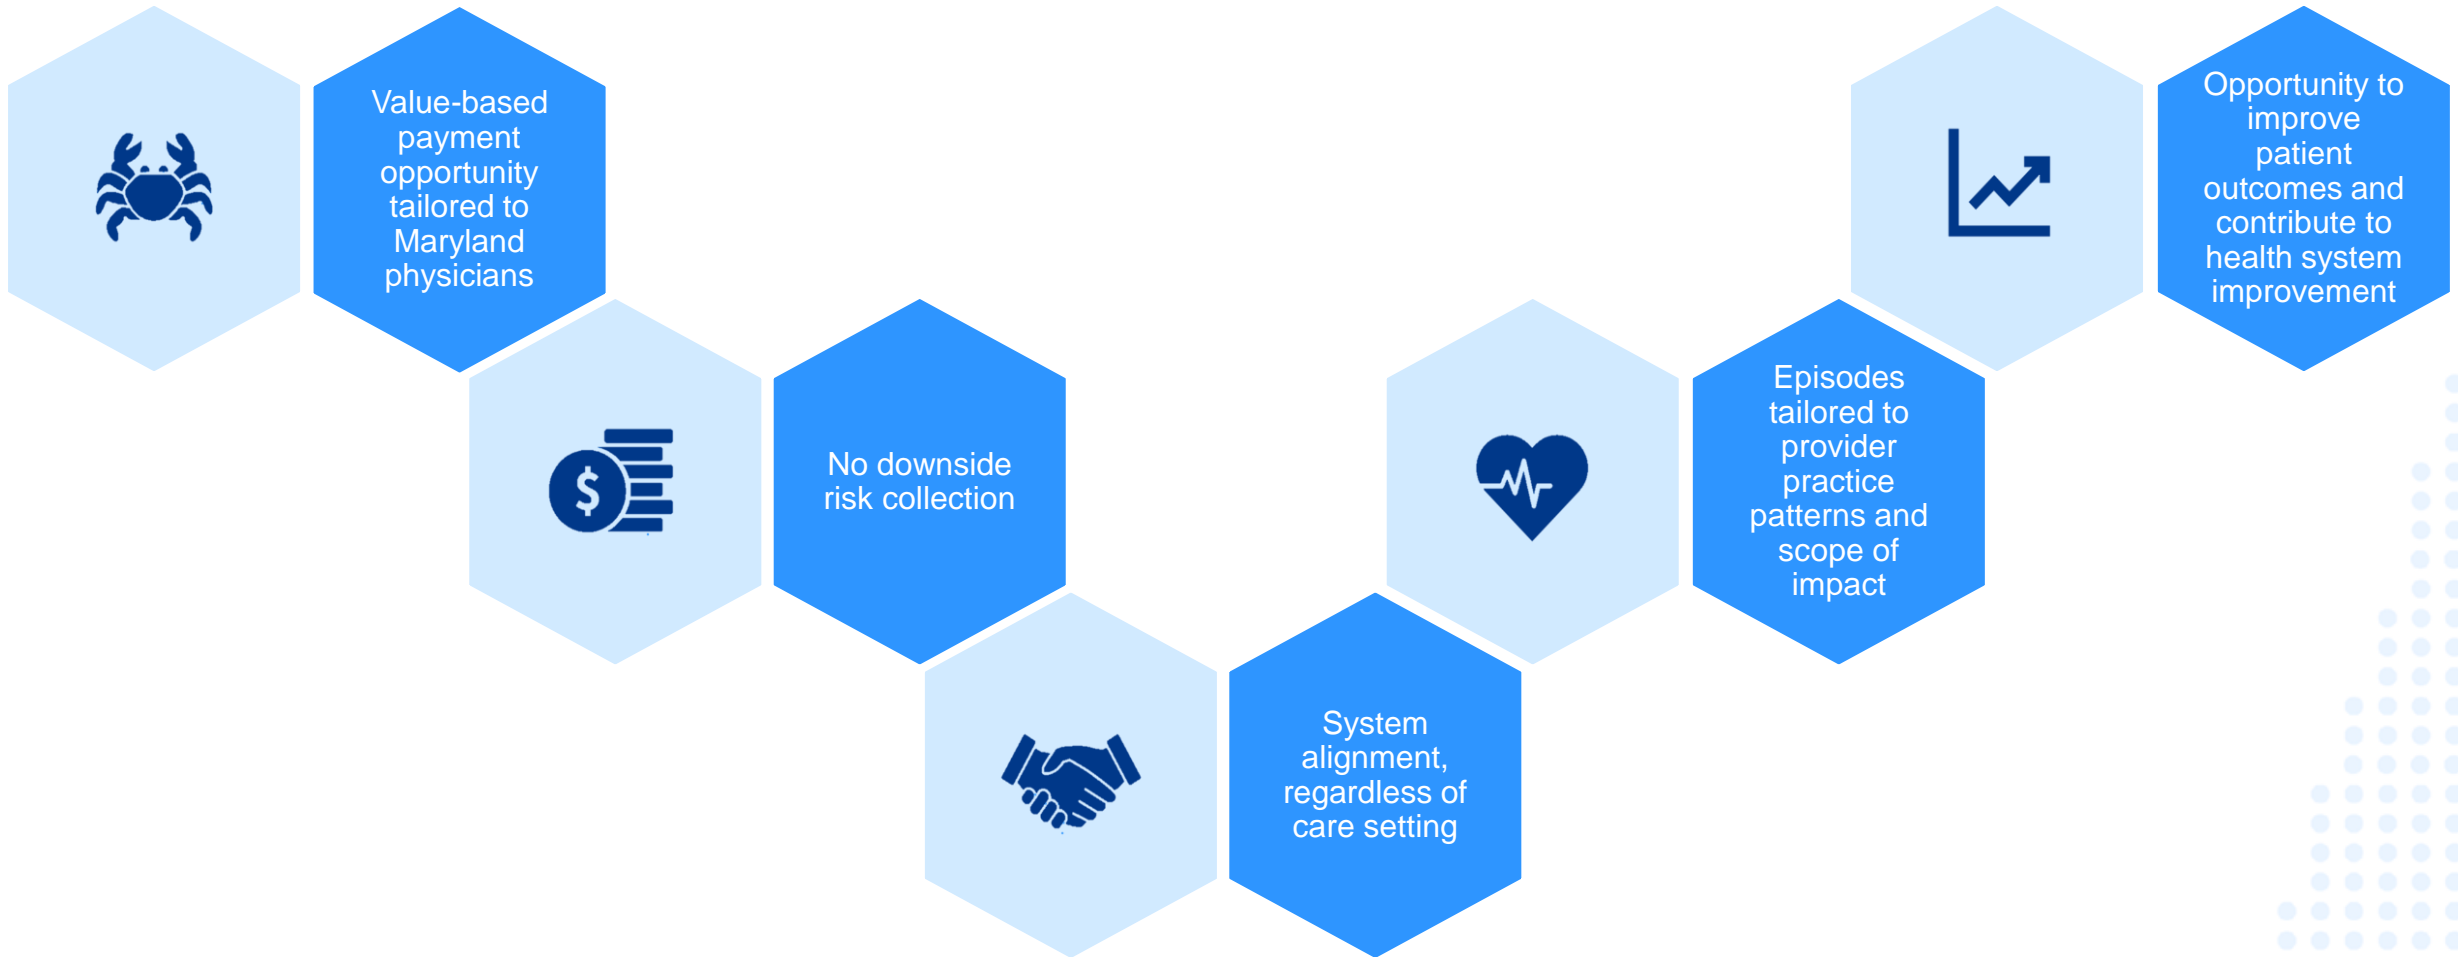 Value-based
payment
opportunity
tailored to
Maryland
physicians
$
No downside
risk collection
System
alignment,
regardless of
care setting
Episodes
tailored to
provider
practice
patterns and
scope of
impact
Opportunity to
improve
patient
outcomes and
contribute to
health system
improvement